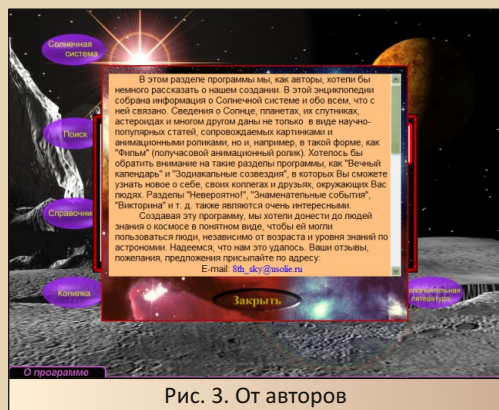 Солнечная
система
В этом разделе программы мы, как авторы, хотели бы
немного рассказать о нашем создании. В этой энциклопедии
собрана информация о Солнечной системе и обо всем, что с
ней связано. Сведения о Солнце, планетах, их спутниках,
астероидах и многом другом даны не только в виде научно-
популярных статей, сопровождаемых картинками и
анимационными роликами, но и, например, в такой форме, как
"Фильм" (получасовой анимационный ролик). Хотелось бы
обратить внимание на такие разделы программы, как "Вечный
календарь" и "Зодиакальные созвездия", в которых Вы сможете
узнать новое о себе, своих коллегах и друзьях, окружающих Вас
людях. Разделы "Невероятно!", "Знаменательные события",
"Викторина" и т. д. также являются очень интересными.
Создавая эту программу, мы хотели донести до людей
знания о космосе в понятном виде, чтобы ей могли
пользоваться люди, независимо от возраста и уровня знаний по
астрономии. Надеемся, что нам это удалось. Ваши отзывы,
пожелания, предложения присылайте по адресу:
E-mail: 8th_sky@usolie.ru
Поиск
Справочни
Копилка
литература
Закрыть
О программе
Рис. 3. От авторов